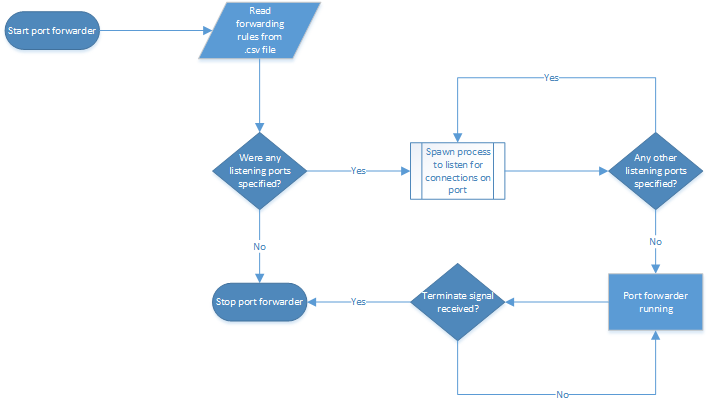 Start port forwarder
Read
forwarding
rules from
.csv file
Yes
Were any
listening ports
specified?
Yes
Spawn process
to listen for
connections on
port
Any other
listening ports
specified?
No
No
Stop port forwarder
Yes
Terminate signal
received?
Port forwarder
running
No